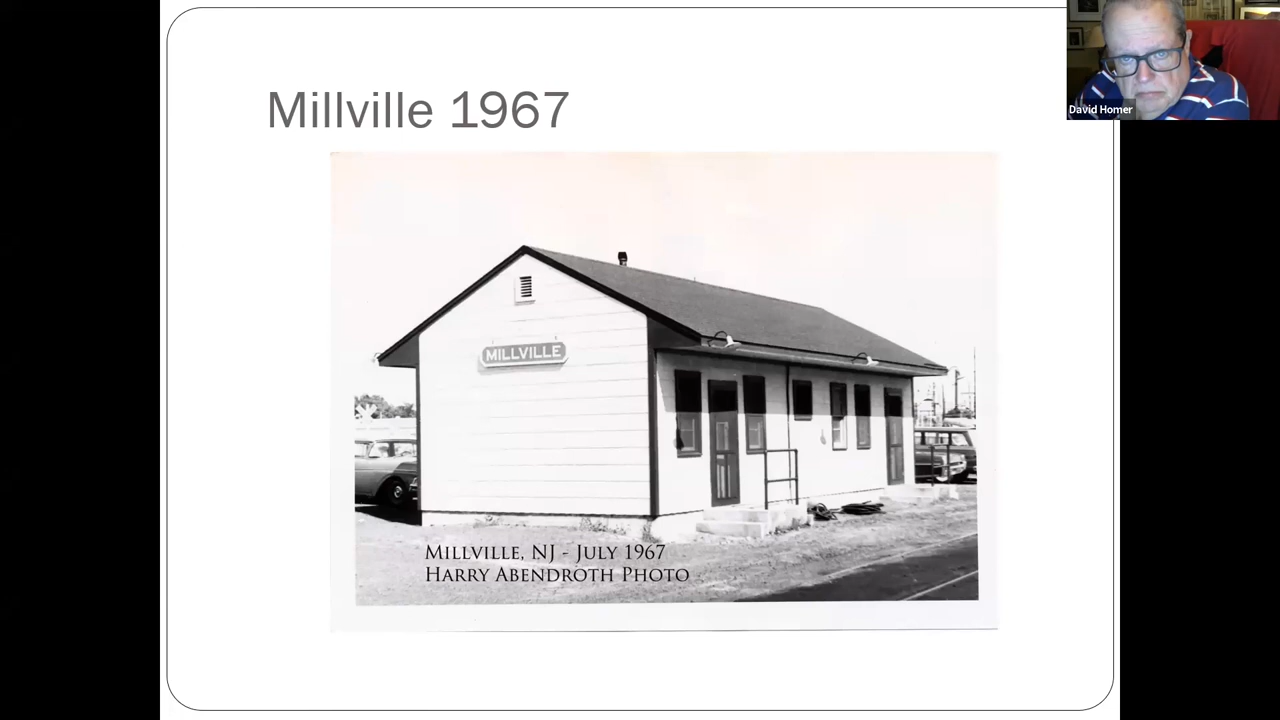 Millville 1967
David Homer
MILLVILLE
MILLVILLE, NJ - JULY 1967
HARRY ABENDROTH PHOTO